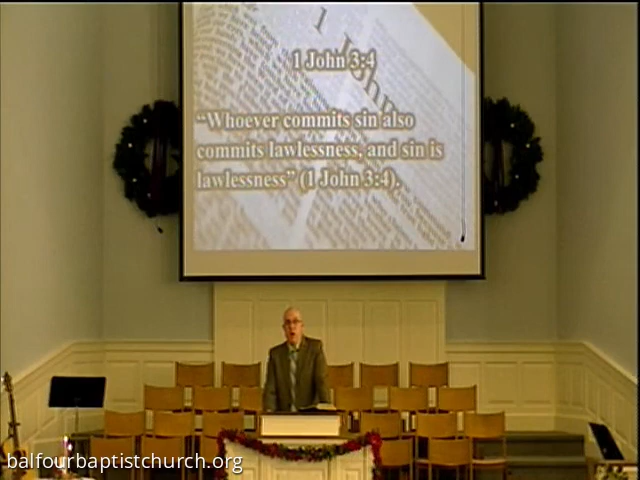 1 John 3:4
“Whoever commits sin also
commits lawlessness, and sin is
lawlessness” (1 John 3:4).
balfourbaptistchurch.org